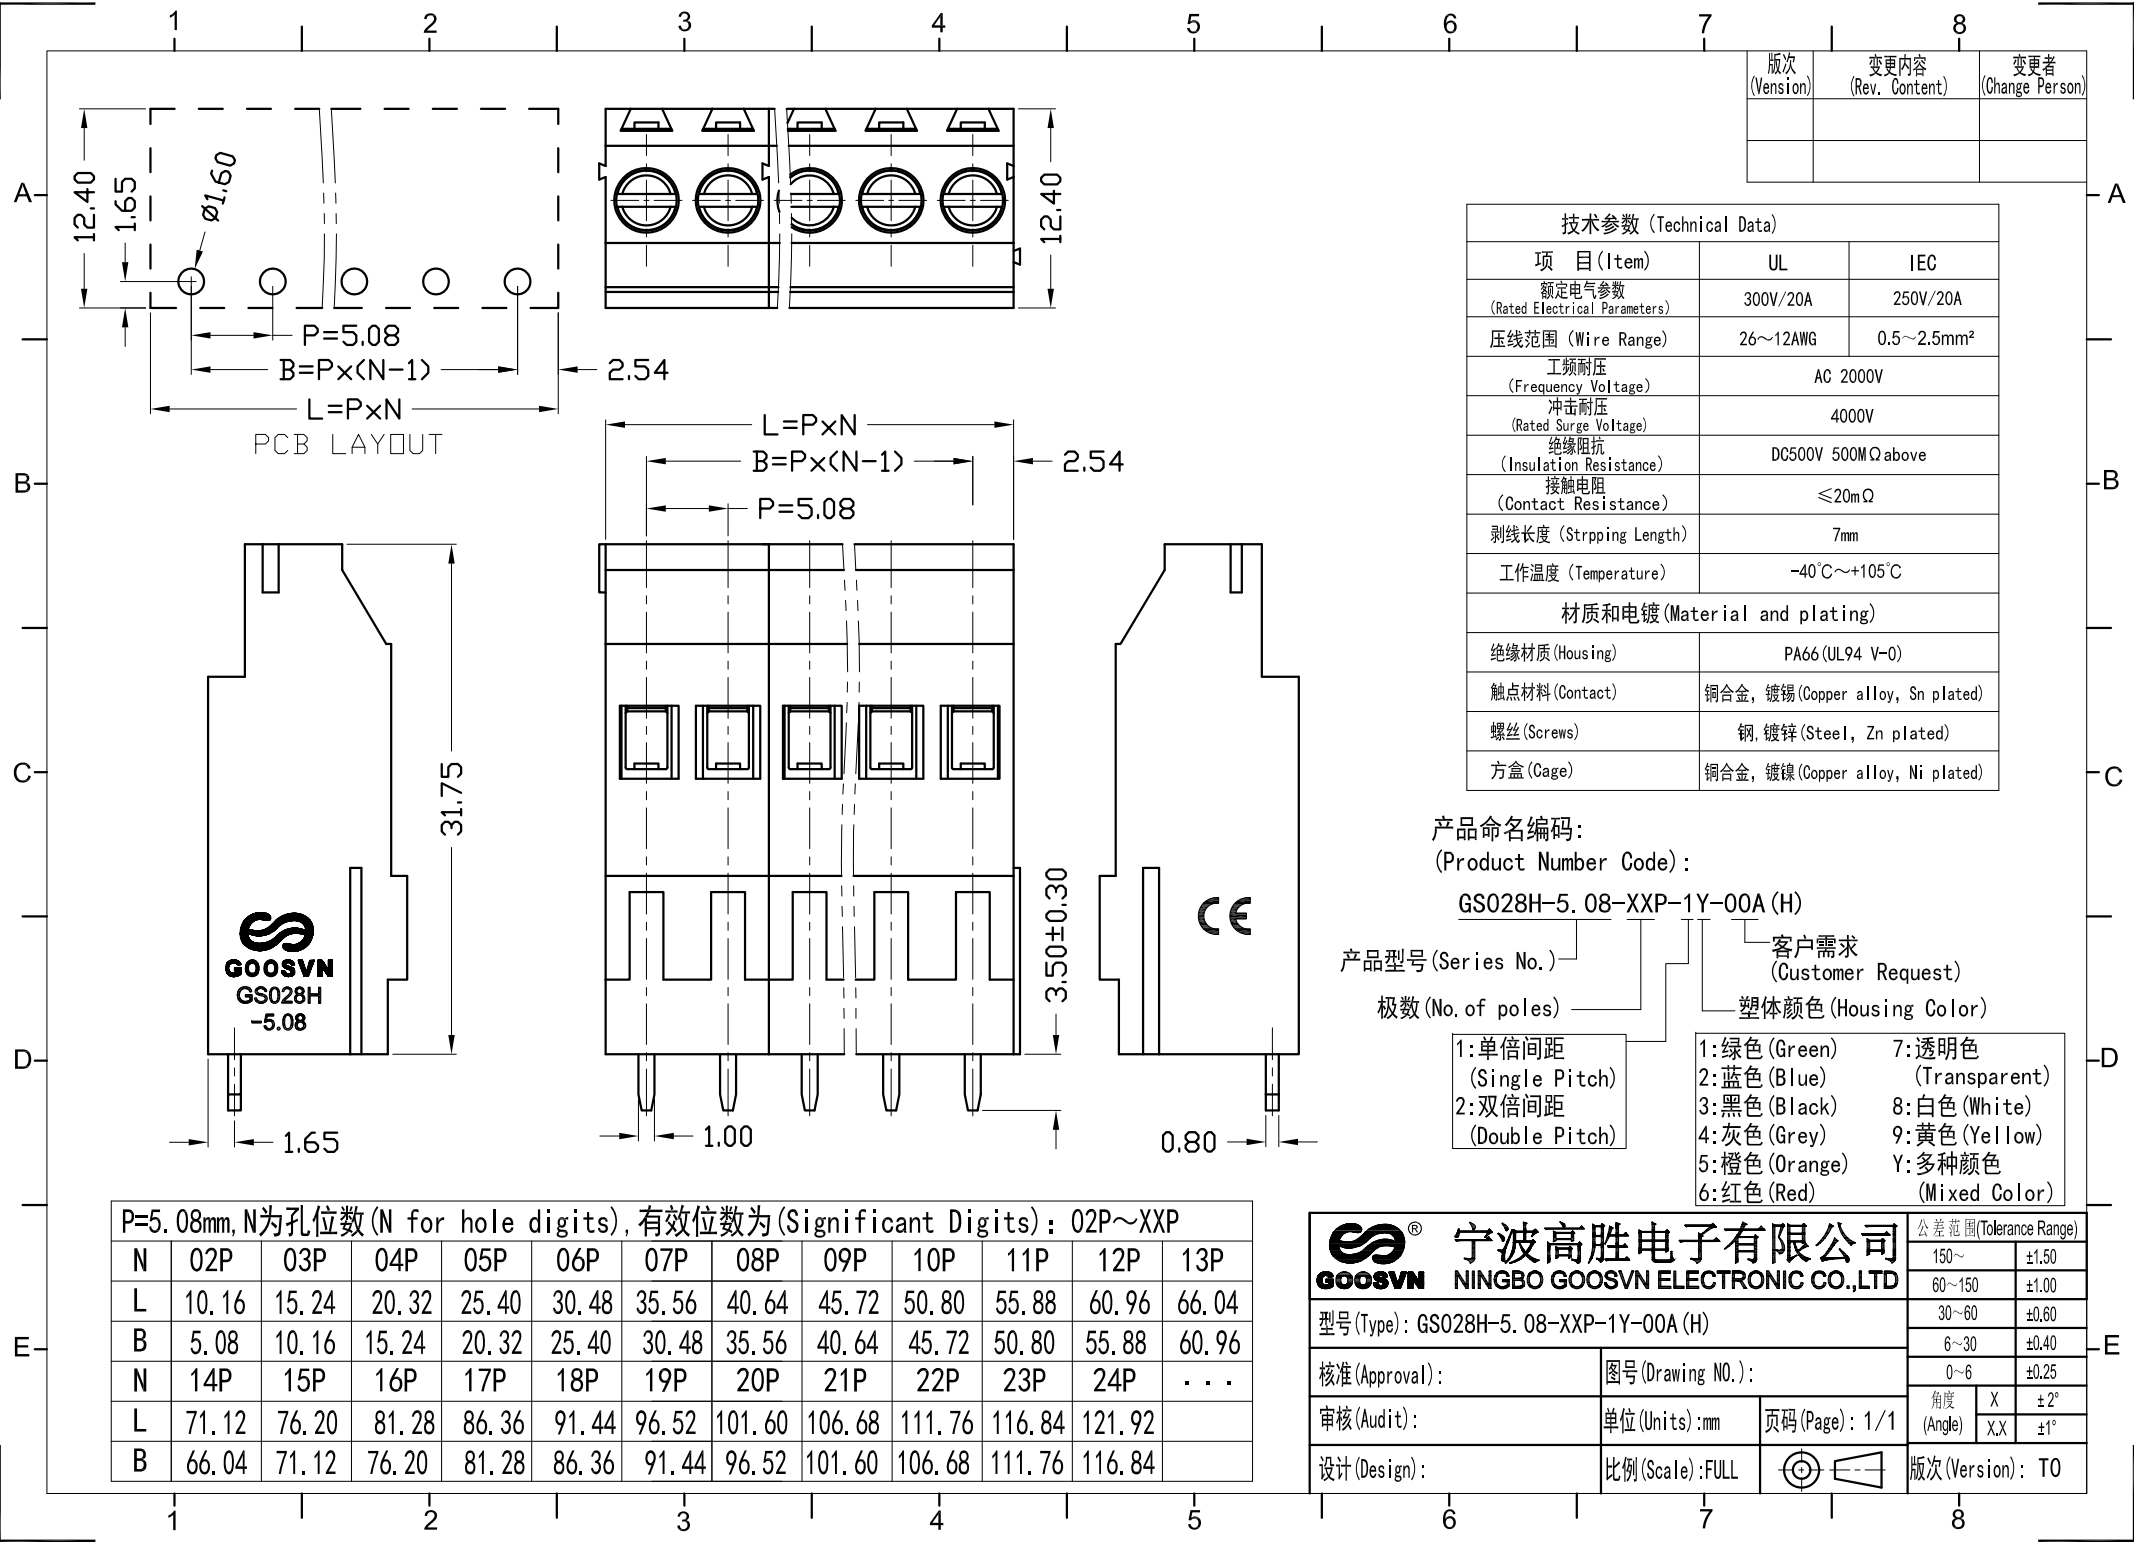 1 2 3 4 5 6 7 8
A
B
C
D
E
A
B
C
D
E
1 2 3 4 5 6 7 8
版次 变更内容 变更者
(Vension) (Rev. Content) (Change Person)
12.40
1.65
ø1.60
P=5.08
B=P×(N-1)
2.54
L=P×N
PCB LAYOUT
12.40
L=P×N
B=P×(N-1)
2.54
P=5.08
31.75
GOOSVN
GS028H
-5.08
1.65
3.50±0.30
1.00
CE
0.80
技术参数 (Technical Data)
项 目(Item) UL IEC
额定电气参数
(Rated Electrical Parameters) 300V/20A 250V/20A
压线范围 (Wire Range) 26～12AWG 0.5～2.5mm²
工频耐压
(Frequency Voltage) AC 2000V
冲击耐压
(Rated Surge Voltage) 4000V
绝缘阻抗
(Insulation Resistance) DC500V 500MΩabove
接触电阻
(Contact Resistance) ≤20mΩ
剥线长度 (Strpping Length) 7mm
工作温度 (Temperature) -40℃～+105℃
材质和电镀(Material and plating)
绝缘材质(Housing) PA66(UL94 V-0)
触点材料(Contact) 铜合金, 镀锡(Copper alloy, Sn plated)
螺丝(Screws) 钢,镀锌(Steel, Zn plated)
方盒(Cage) 铜合金, 镀镍(Copper alloy, Ni plated)
产品命名编码:
(Product Number Code):
GS028H-5.08-XXP-1Y-00A(H)
产品型号(Series No.)
客户需求
(Customer Request)
极数(No.of poles)
塑体颜色(Housing Color)
1:单倍间距
(Single Pitch)
2:双倍间距
(Double Pitch)
1:绿色(Green)
2:蓝色(Blue)
3:黑色(Black)
4:灰色(Grey)
5:橙色(Orange)
6:红色(Red)
7:透明色
(Transparent)
8:白色(White)
9:黄色(Yellow)
Y:多种颜色
(Mixed Color)
P=5.08mm,N为孔位数(N for hole digits),有效位数为(Significant Digits): 02P～XXP
N 02P 03P 04P 05P 06P 07P 08P 09P 10P 11P 12P 13P
L 10.16 15.24 20.32 25.40 30.48 35.56 40.64 45.72 50.80 55.88 60.96 66.04
B 5.08 10.16 15.24 20.32 25.40 30.48 35.56 40.64 45.72 50.80 55.88 60.96
N 14P 15P 16P 17P 18P 19P 20P 21P 22P 23P 24P ···
L 71.12 76.20 81.28 86.36 91.44 96.52 101.60 106.68 111.76 116.84 121.92
B 66.04 71.12 76.20 81.28 86.36 91.44 96.52 101.60 106.68 111.76 116.84
GOOSVN ®
宁波高胜电子有限公司
NINGBO GOOSVN ELECTRONIC CO.,LTD
型号(Type): GS028H-5.08-XXP-1Y-00A(H)
核准(Approval): 图号(Drawing NO.):
审核(Audit): 单位(Units):mm 页码(Page): 1/1
设计(Design): 比例(Scale):FULL
公差范围(Tolerance Range)
150～ ±1.50
60～150 ±1.00
30～60 ±0.60
6～30 ±0.40
0～6 ±0.25
角度
(Angle)
X ±2°
X.X ±1°
版次(Version): T0